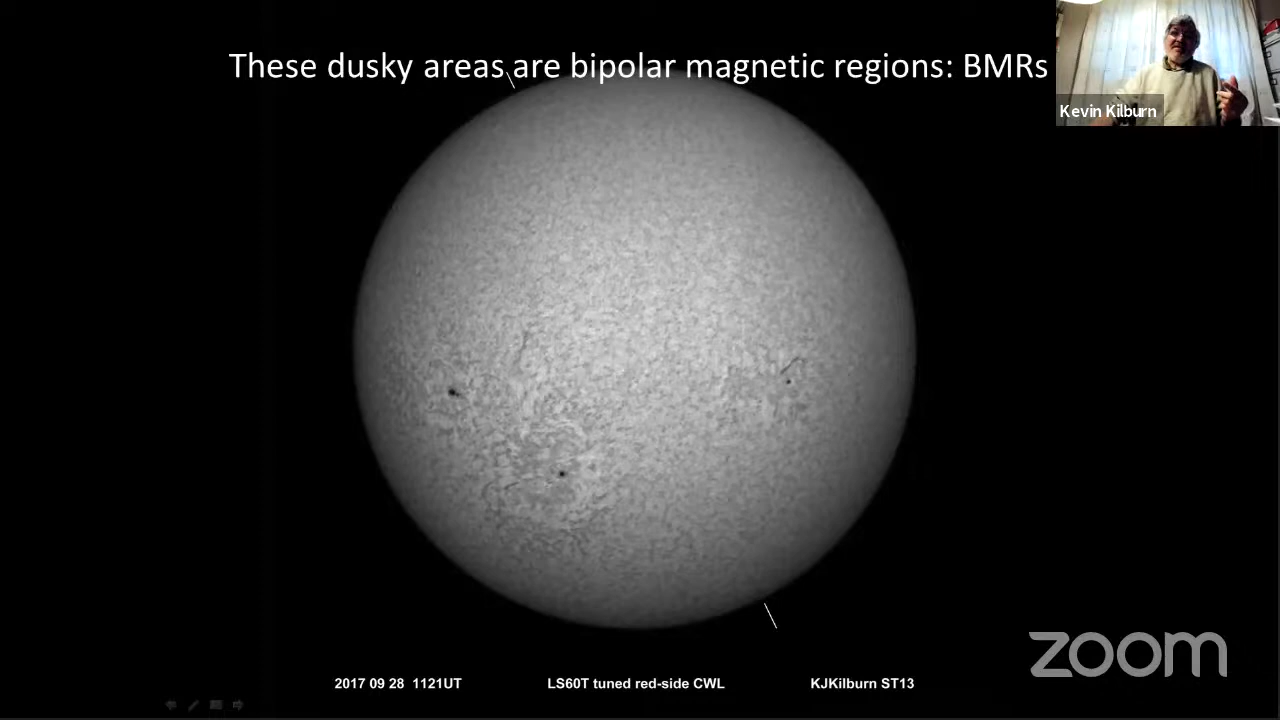 These dusky areas are bipolar magnetic regions: BMRs
Kevin Kilburn
zoom
2017 09 28 1121UT LS60T tuned red-side CWL KJKilburn ST13